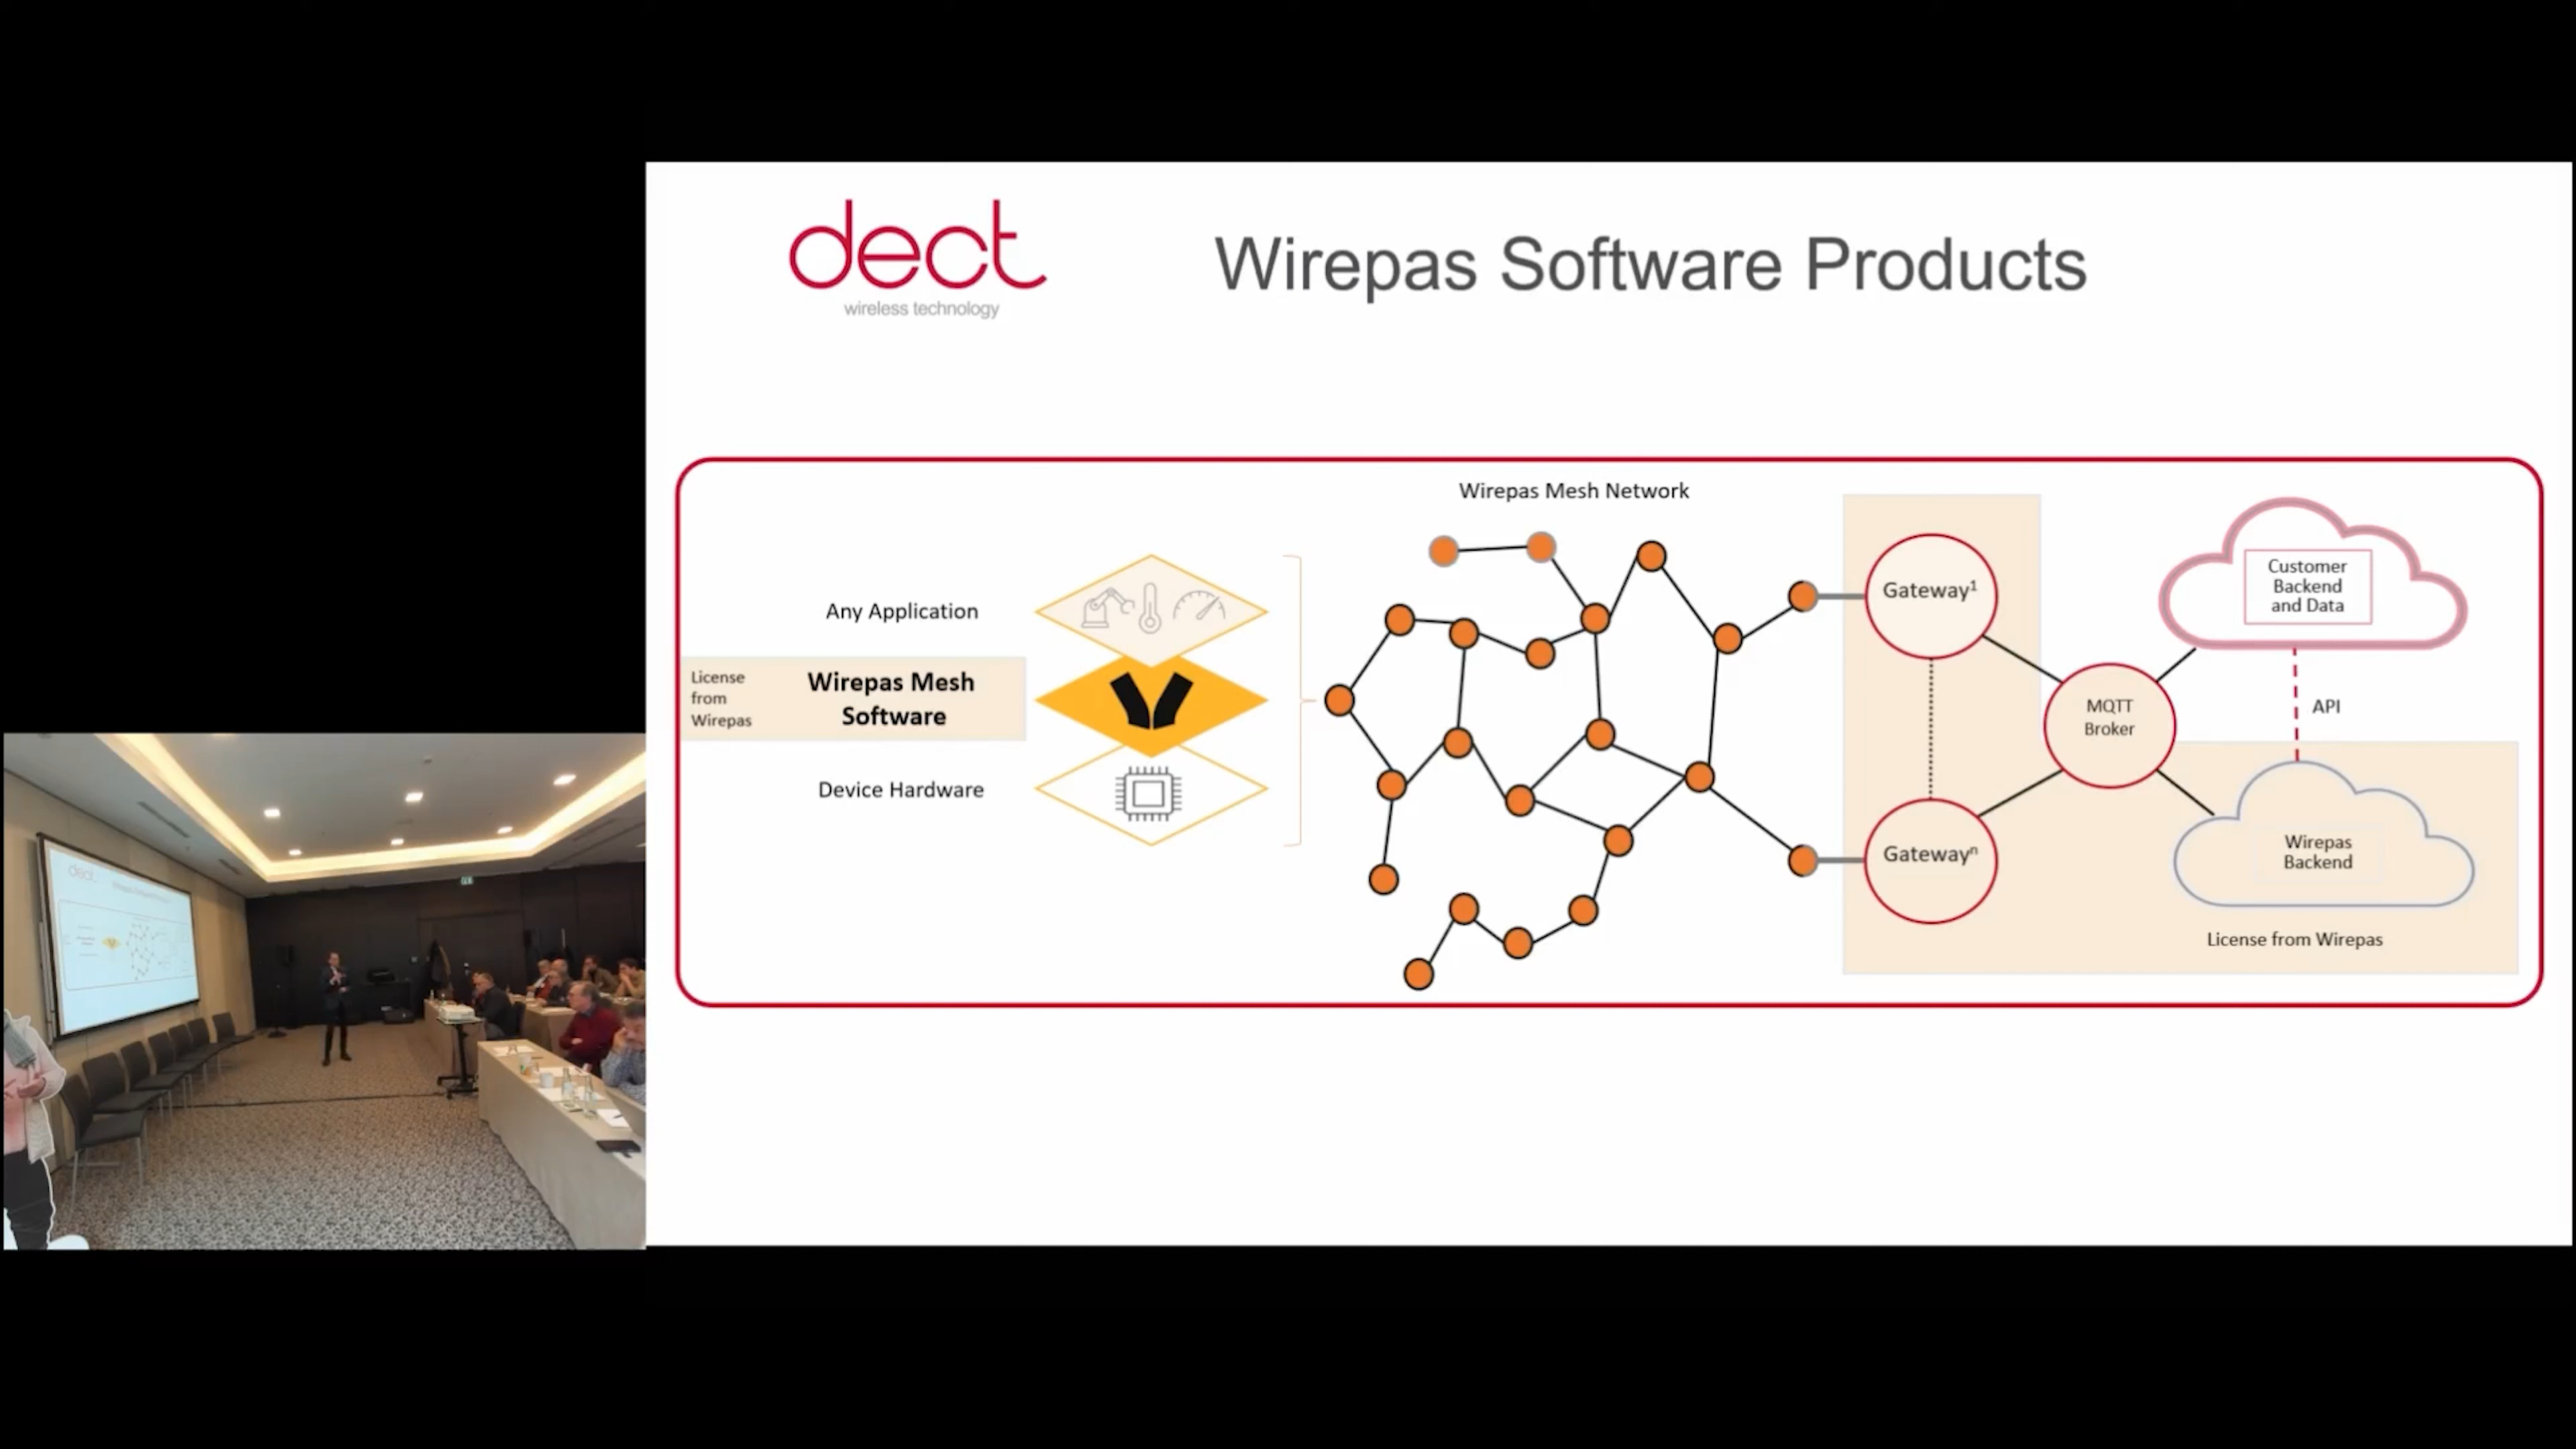 dect
wireless technology
Wirepas Software Products
Wirepas Mesh Network
Any Application
License
from
Wirepas
Wirepas Mesh
Software
Device Hardware
Gateway¹
Gatewayⁿ
MQTT
Broker
Customer
Backend
and Data
API
Wirepas
Backend
License from Wirepas
dect